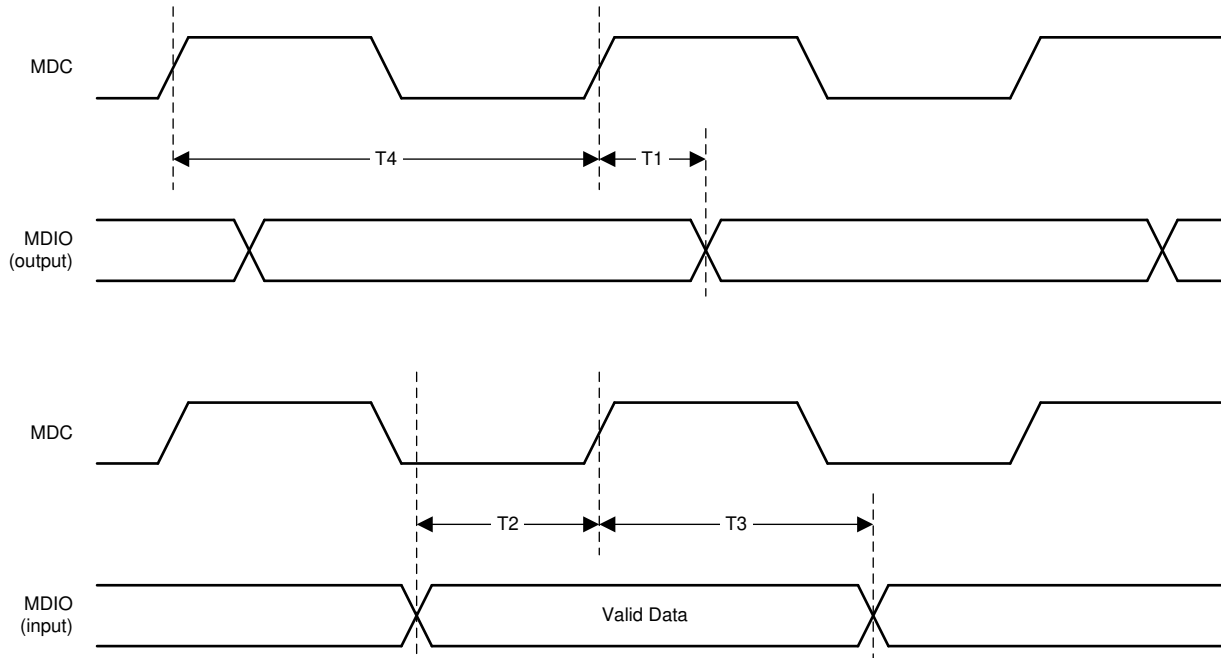 MDC
T4
T1
MDIO
(output)
MDC
T2
T3
MDIO
(input)
Valid Data